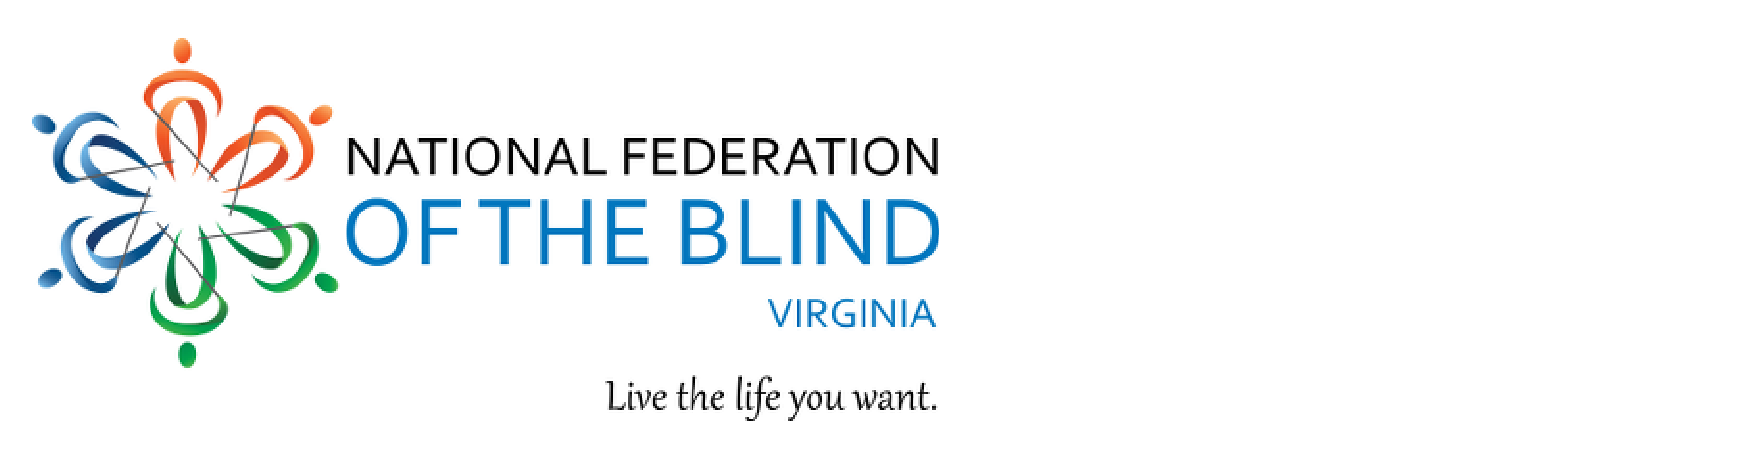 NATIONAL FEDERATION
OF THE BLIND
VIRGINIA
Live the life you want.